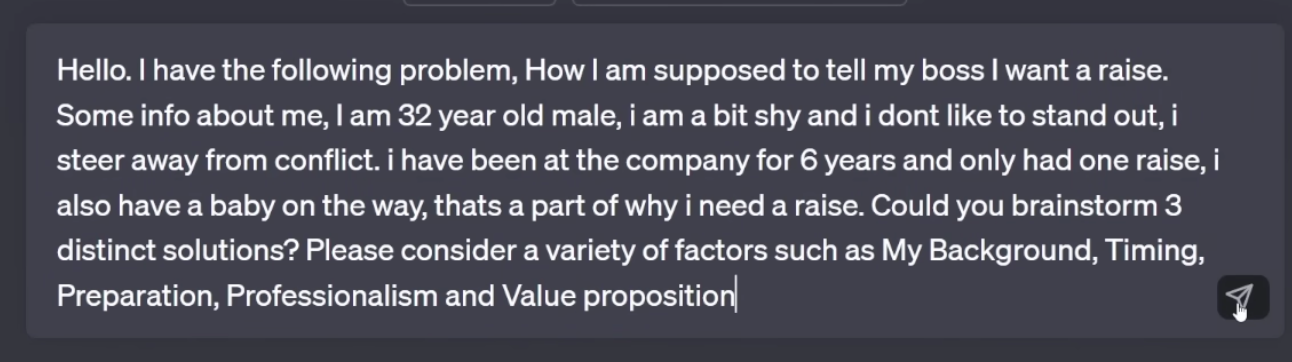 Hello. I have the following problem, How I am supposed to tell my boss I want a raise.
Some info about me, I am 32 year old male, i am a bit shy and i dont like to stand out, i
steer away from conflict. i have been at the company for 6 years and only had one raise, i
also have a baby on the way, thats a part of why i need a raise. Could you brainstorm 3
distinct solutions? Please consider a variety of factors such as My Background, Timing,
Preparation, Professionalism and Value proposition